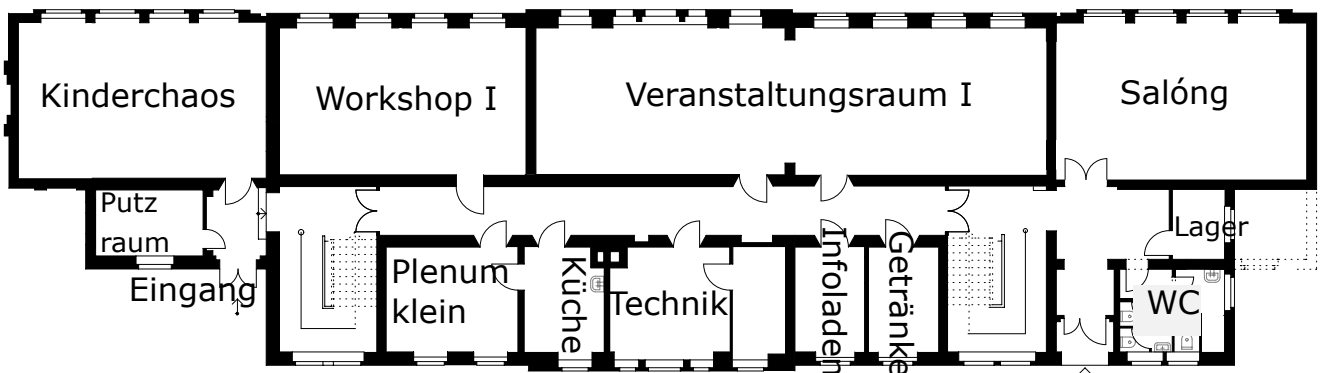 Kinderchaos
Workshop I
Veranstaltungsraum I
Salóng
Putz
raum
Eingang
Plenum
klein
Küche
Technik
Infoladen
Getränke
Lager
WC